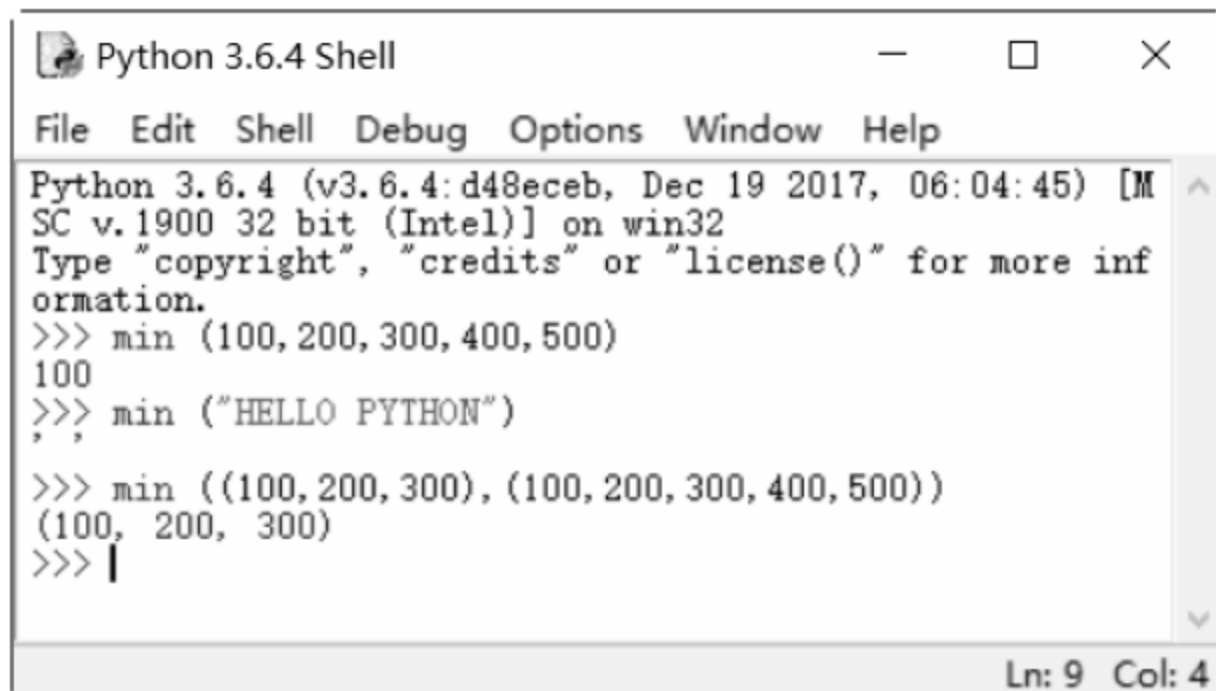 Python 3.6.4 Shell
File Edit Shell Debug Options Window Help
Python 3.6.4 (v3.6.4:d48eceb, Dec 19 2017, 06:04:45) [M
SC v.1900 32 bit (Intel)] on win32
Type "copyright", "credits" or "license()" for more inf
ormation.
>>> min (100,200,300,400,500)
100
>>> min ("HELLO PYTHON")
' '
>>> min ((100,200,300),(100,200,300,400,500))
(100, 200, 300)
>>>
Ln: 9 Col: 4